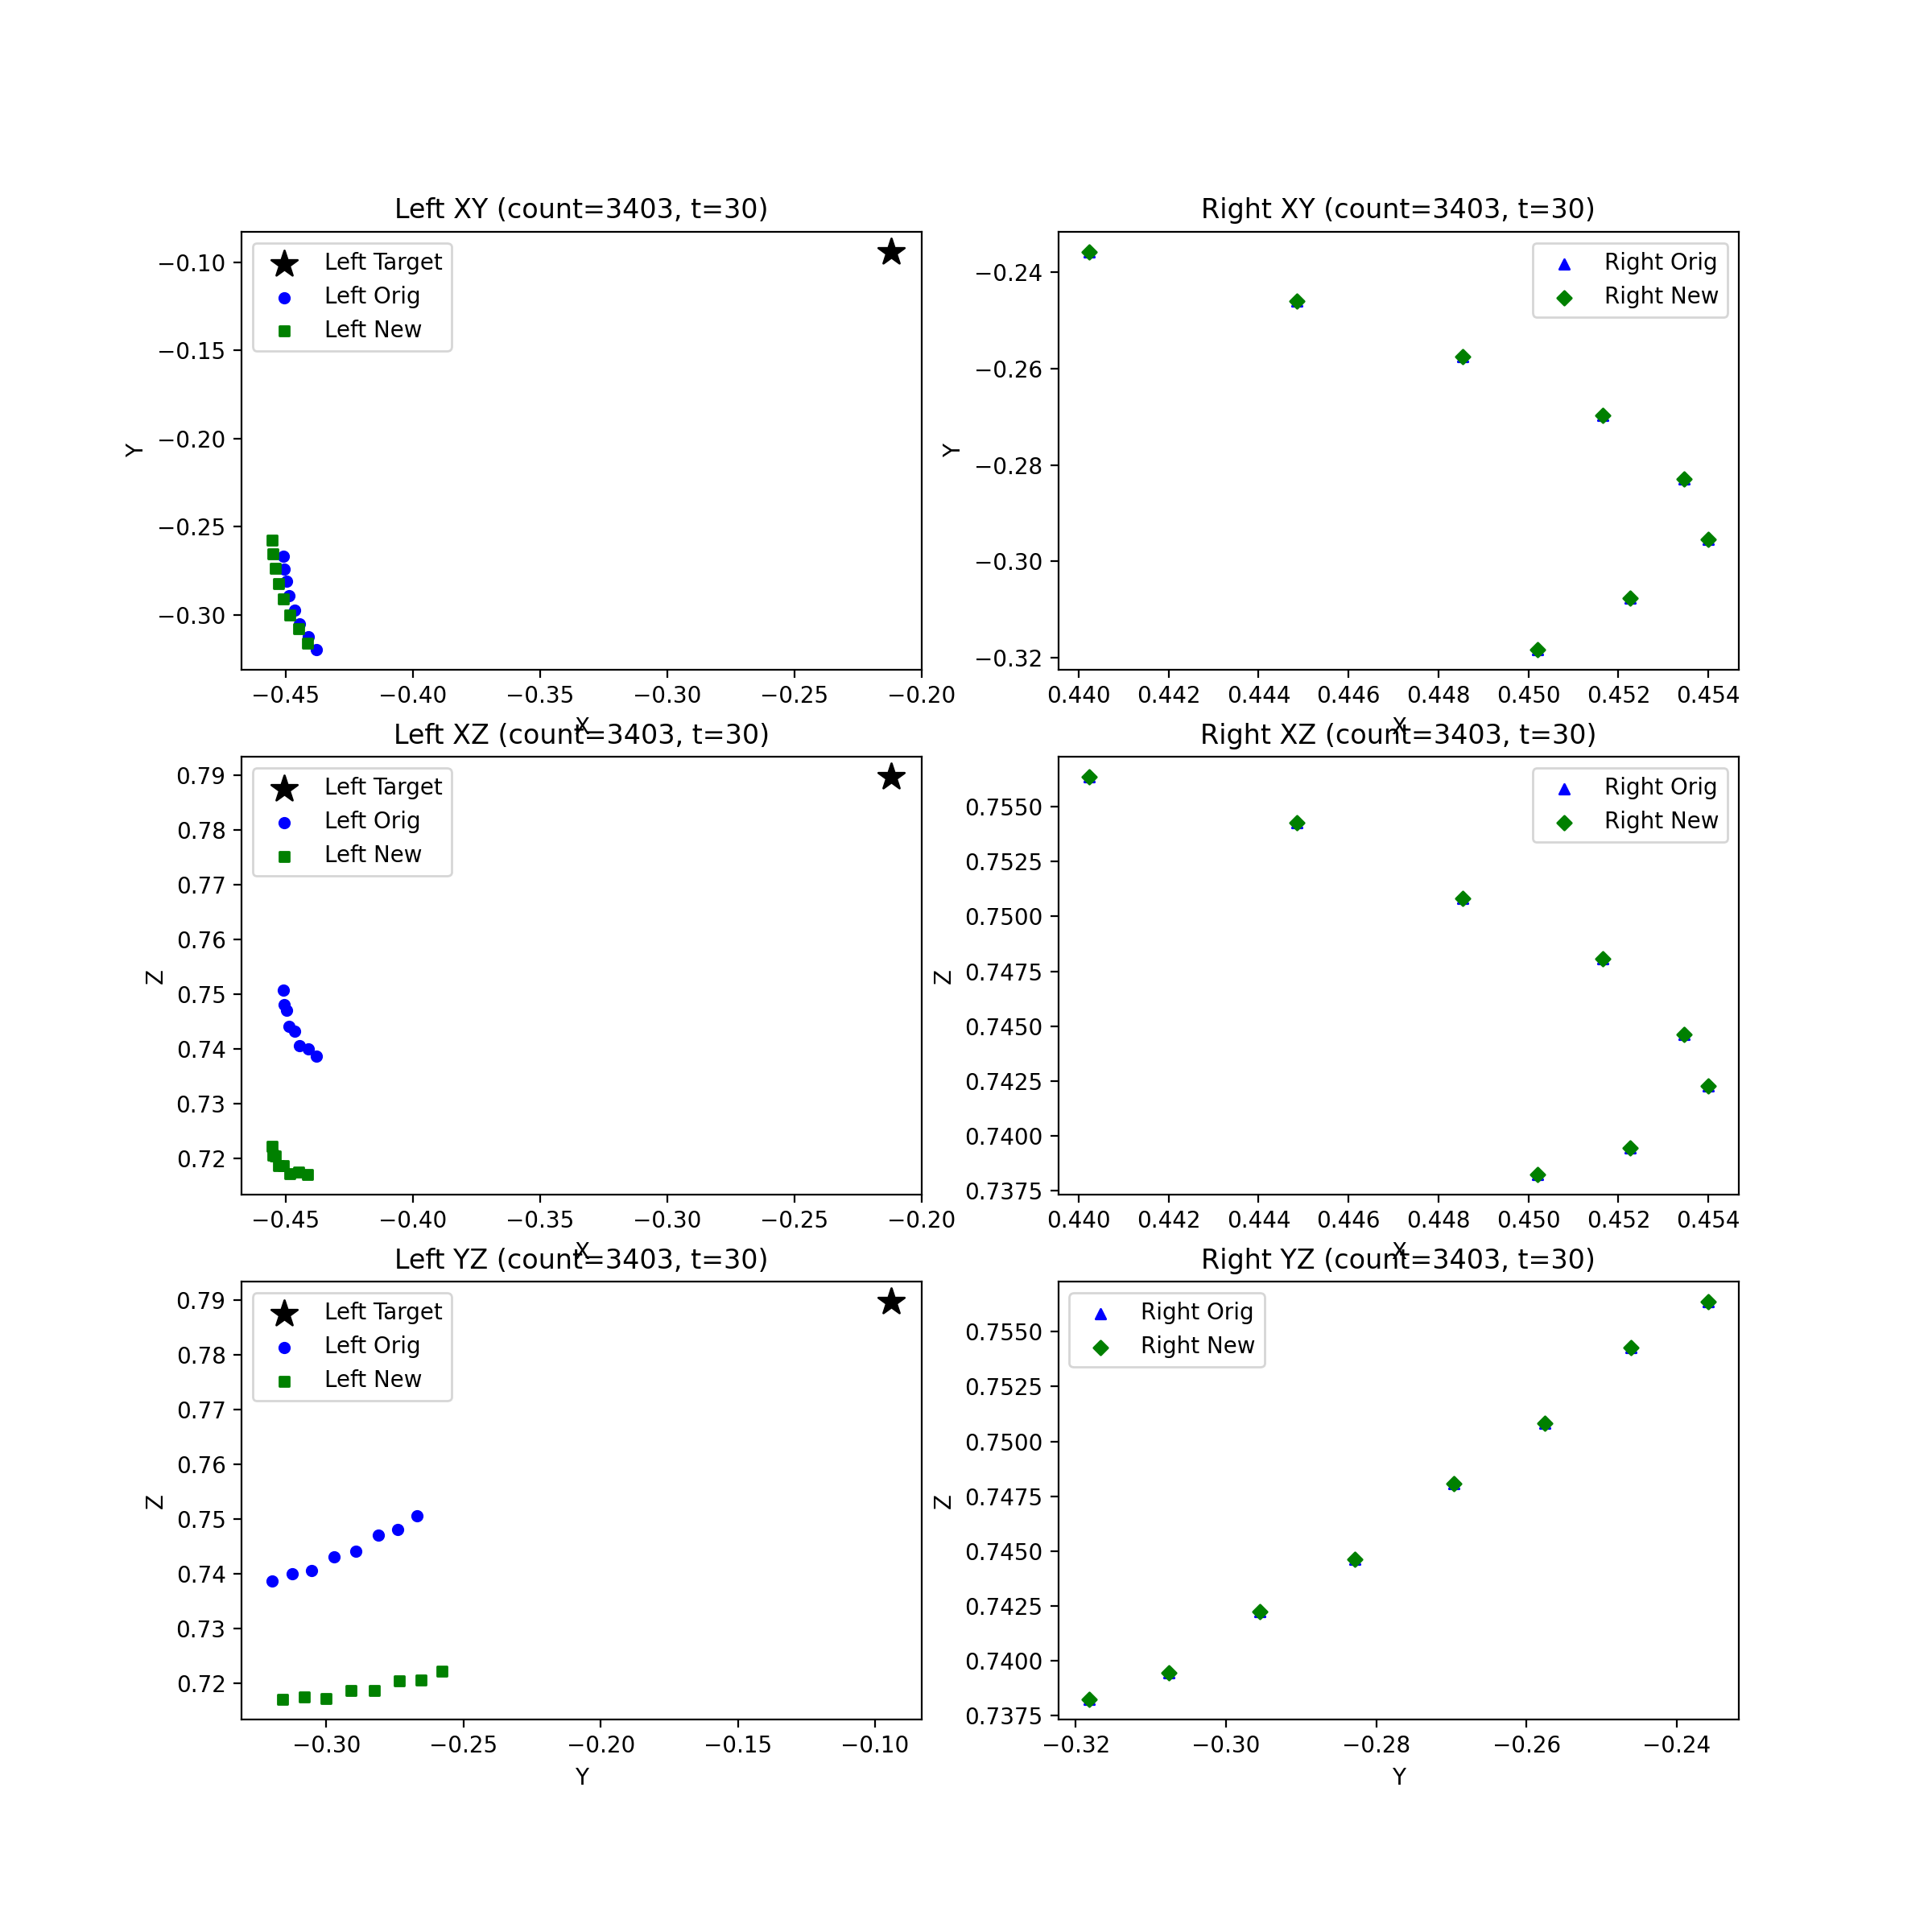 Left XY (count=3403, t=30)
Right XY (count=3403, t=30)
Left Target
Left Orig
Left New
Right Orig
Right New
−0.10
−0.15
−0.20
−0.25
−0.30
Y
−0.45
−0.40
−0.35
−0.30
−0.25
−0.20
X
−0.24
−0.26
−0.28
−0.30
−0.32
Y
0.440
0.442
0.444
0.446
0.448
0.450
0.452
0.454
X
Left XZ (count=3403, t=30)
Right XZ (count=3403, t=30)
Left Target
Left Orig
Left New
Right Orig
Right New
0.79
0.78
0.77
0.76
0.75
0.74
0.73
0.72
Z
−0.45
−0.40
−0.35
−0.30
−0.25
−0.20
X
0.7550
0.7525
0.7500
0.7475
0.7450
0.7425
0.7400
0.7375
Z
0.440
0.442
0.444
0.446
0.448
0.450
0.452
0.454
X
Left YZ (count=3403, t=30)
Right YZ (count=3403, t=30)
Left Target
Left Orig
Left New
Right Orig
Right New
0.79
0.78
0.77
0.76
0.75
0.74
0.73
0.72
Z
−0.30
−0.25
−0.20
−0.15
−0.10
Y
0.7550
0.7525
0.7500
0.7475
0.7450
0.7425
0.7400
0.7375
Z
−0.32
−0.30
−0.28
−0.26
−0.24
Y